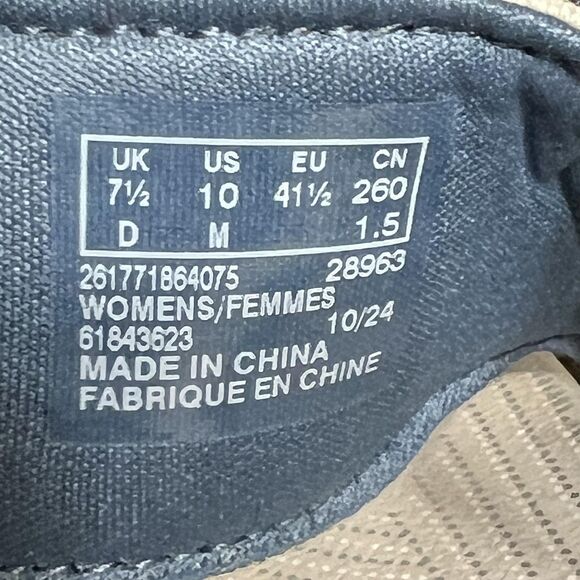 UK US EU CN
7½ 10 41½ 260
D M 1.5
261771864075 28963
WOMENS/FEMMES
61843623 10/24
MADE IN CHINA
FABRIQUE EN CHINE